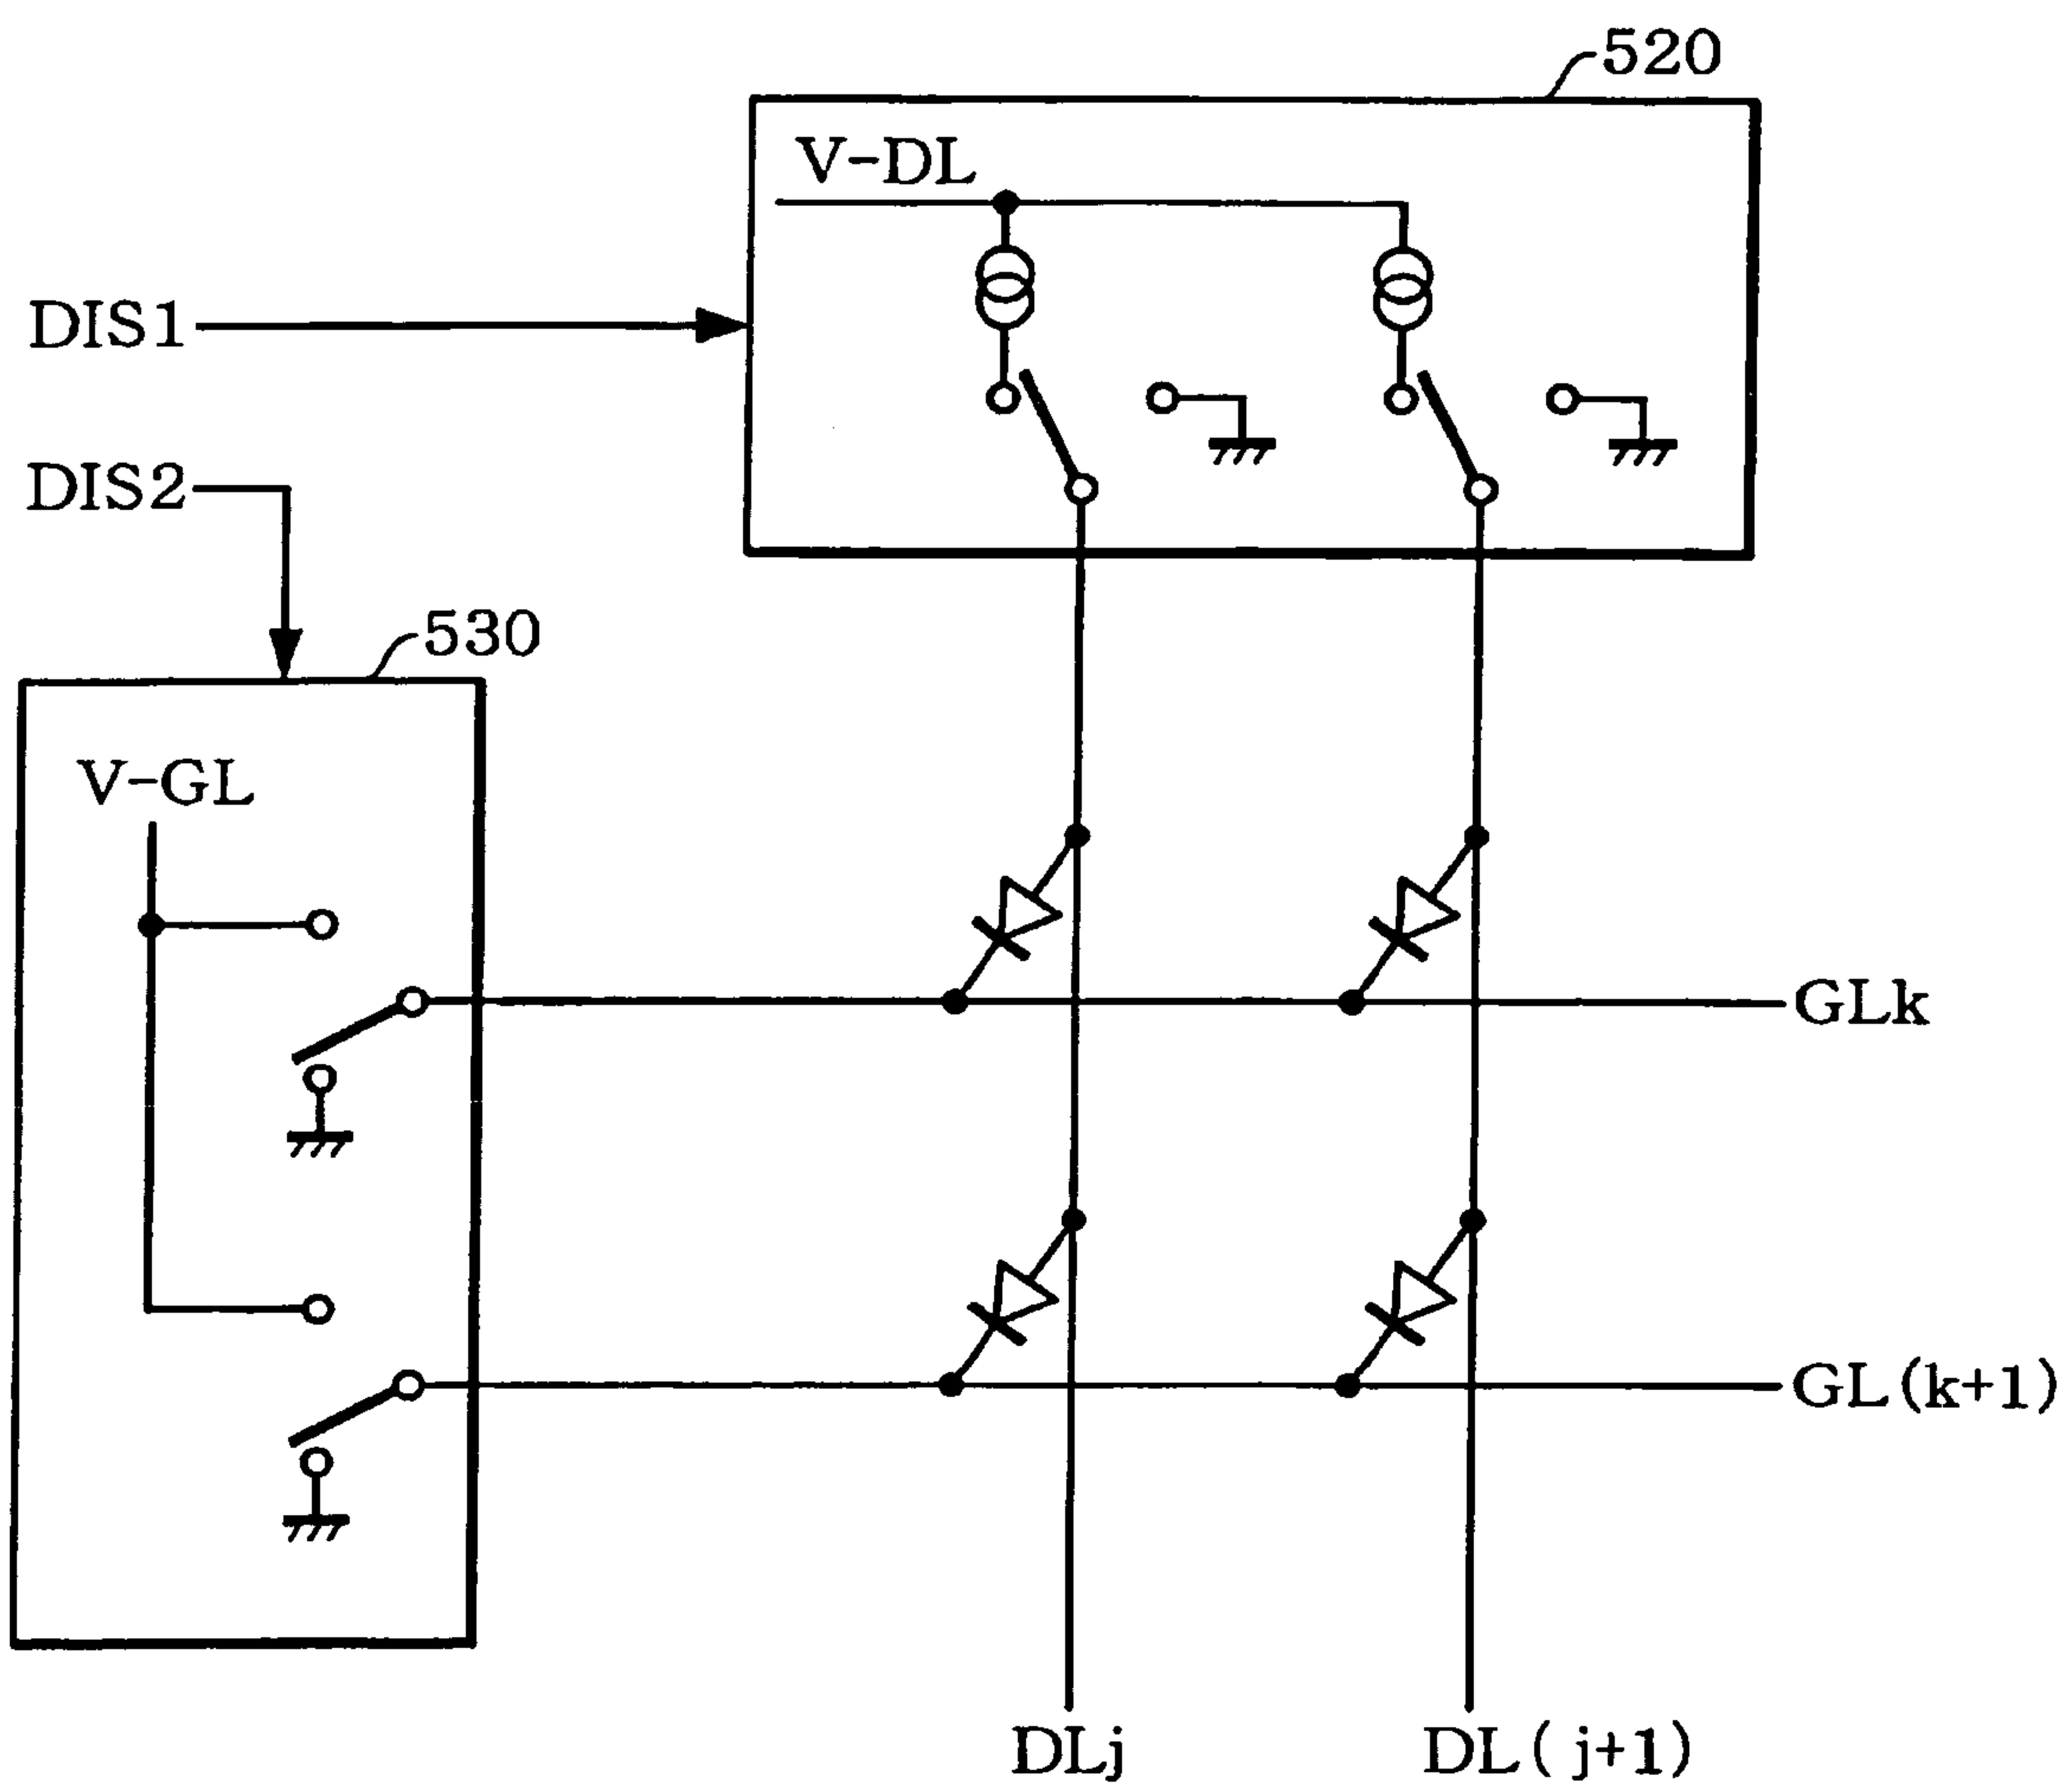 520
V-DL
DIS1
DIS2
530
V-GL
GLk
GL(k+1)
DLj
DL(j+1)